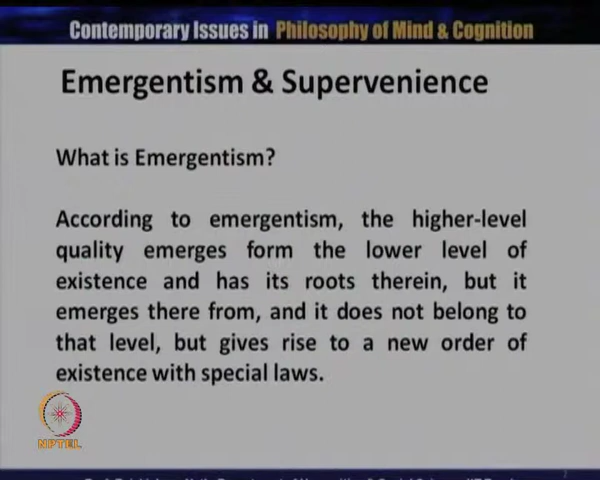 Contemporary Issues in Philosophy of Mind & Cognition
Emergentism & Supervenience
What is Emergentism?
According to emergentism, the higher-level
quality emerges form the lower level of
existence and has its roots therein, but it
emerges there from, and it does not belong to
that level, but gives rise to a new order of
existence with special laws.
NPTEL